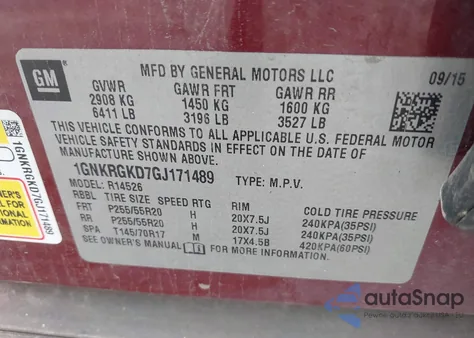 GM
MFD BY GENERAL MOTORS LLC
09/15
GVWR GAWR FRT GAWR RR
2908 KG 1450 KG 1600 KG
6411 LB 3196 LB 3527 LB
THIS VEHICLE CONFORMS TO ALL APPLICABLE U.S. FEDERAL MOTOR
VEHICLE SAFETY STANDARDS IN EFFECT ON THE DATE OF
MANUFACTURE SHOWN ABOVE.
1GNKRGKD7GJ171489 TYPE: M.P.V.
MODEL: R14526
RBBL TIRE SIZE SPEED RTG RIM COLD TIRE PRESSURE
FRT P255/55R20 H 20X7.5J 240KPA(35PSI)
RR P255/55R20 H 20X7.5J 240KPA(35PSI)
SPA T145/70R17 M 17X4.5B 420KPA(60PSI)
SEE OWNER'S MANUAL FOR MORE INFORMATION.
1GNKRGKD7GJ171489
autaSnap